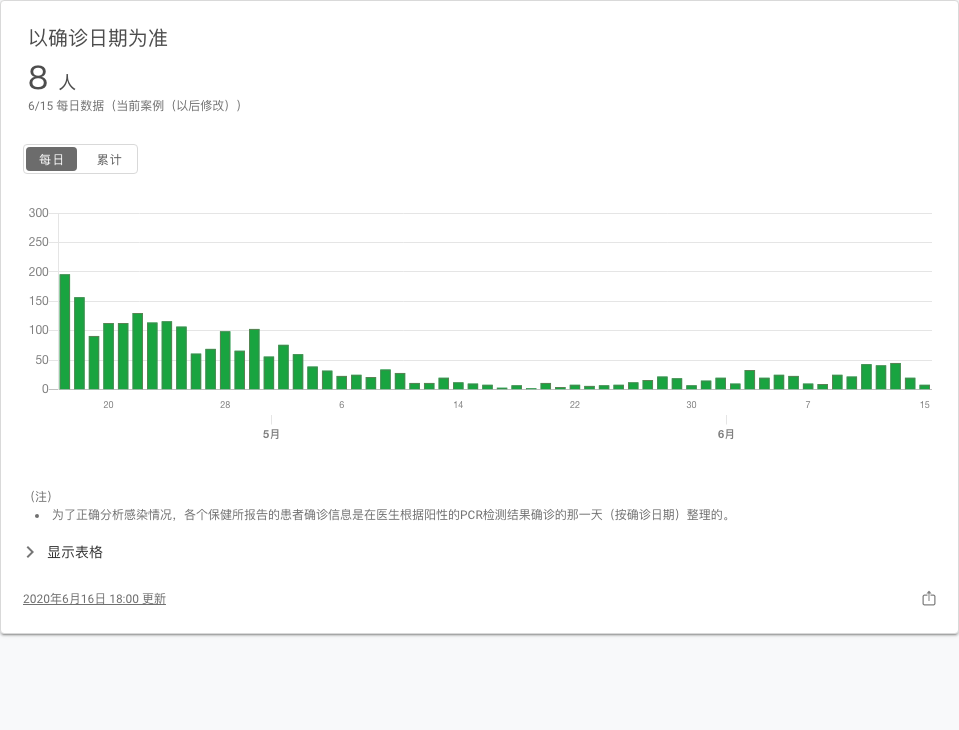 以确诊日期为准
8 人
6/15 每日数据（当前案例（以后修改））
每日 累计
300
250
200
150
100
50
0
20 28 6 14 22 30 7 15
5月 6月
（注）
• 为了正确分析感染情况，各个保健所报告的患者确诊信息是在医生根据阳性的PCR检测结果确诊的那一天（按确诊日期）整理的。
显示表格
2020年6月16日 18:00 更新